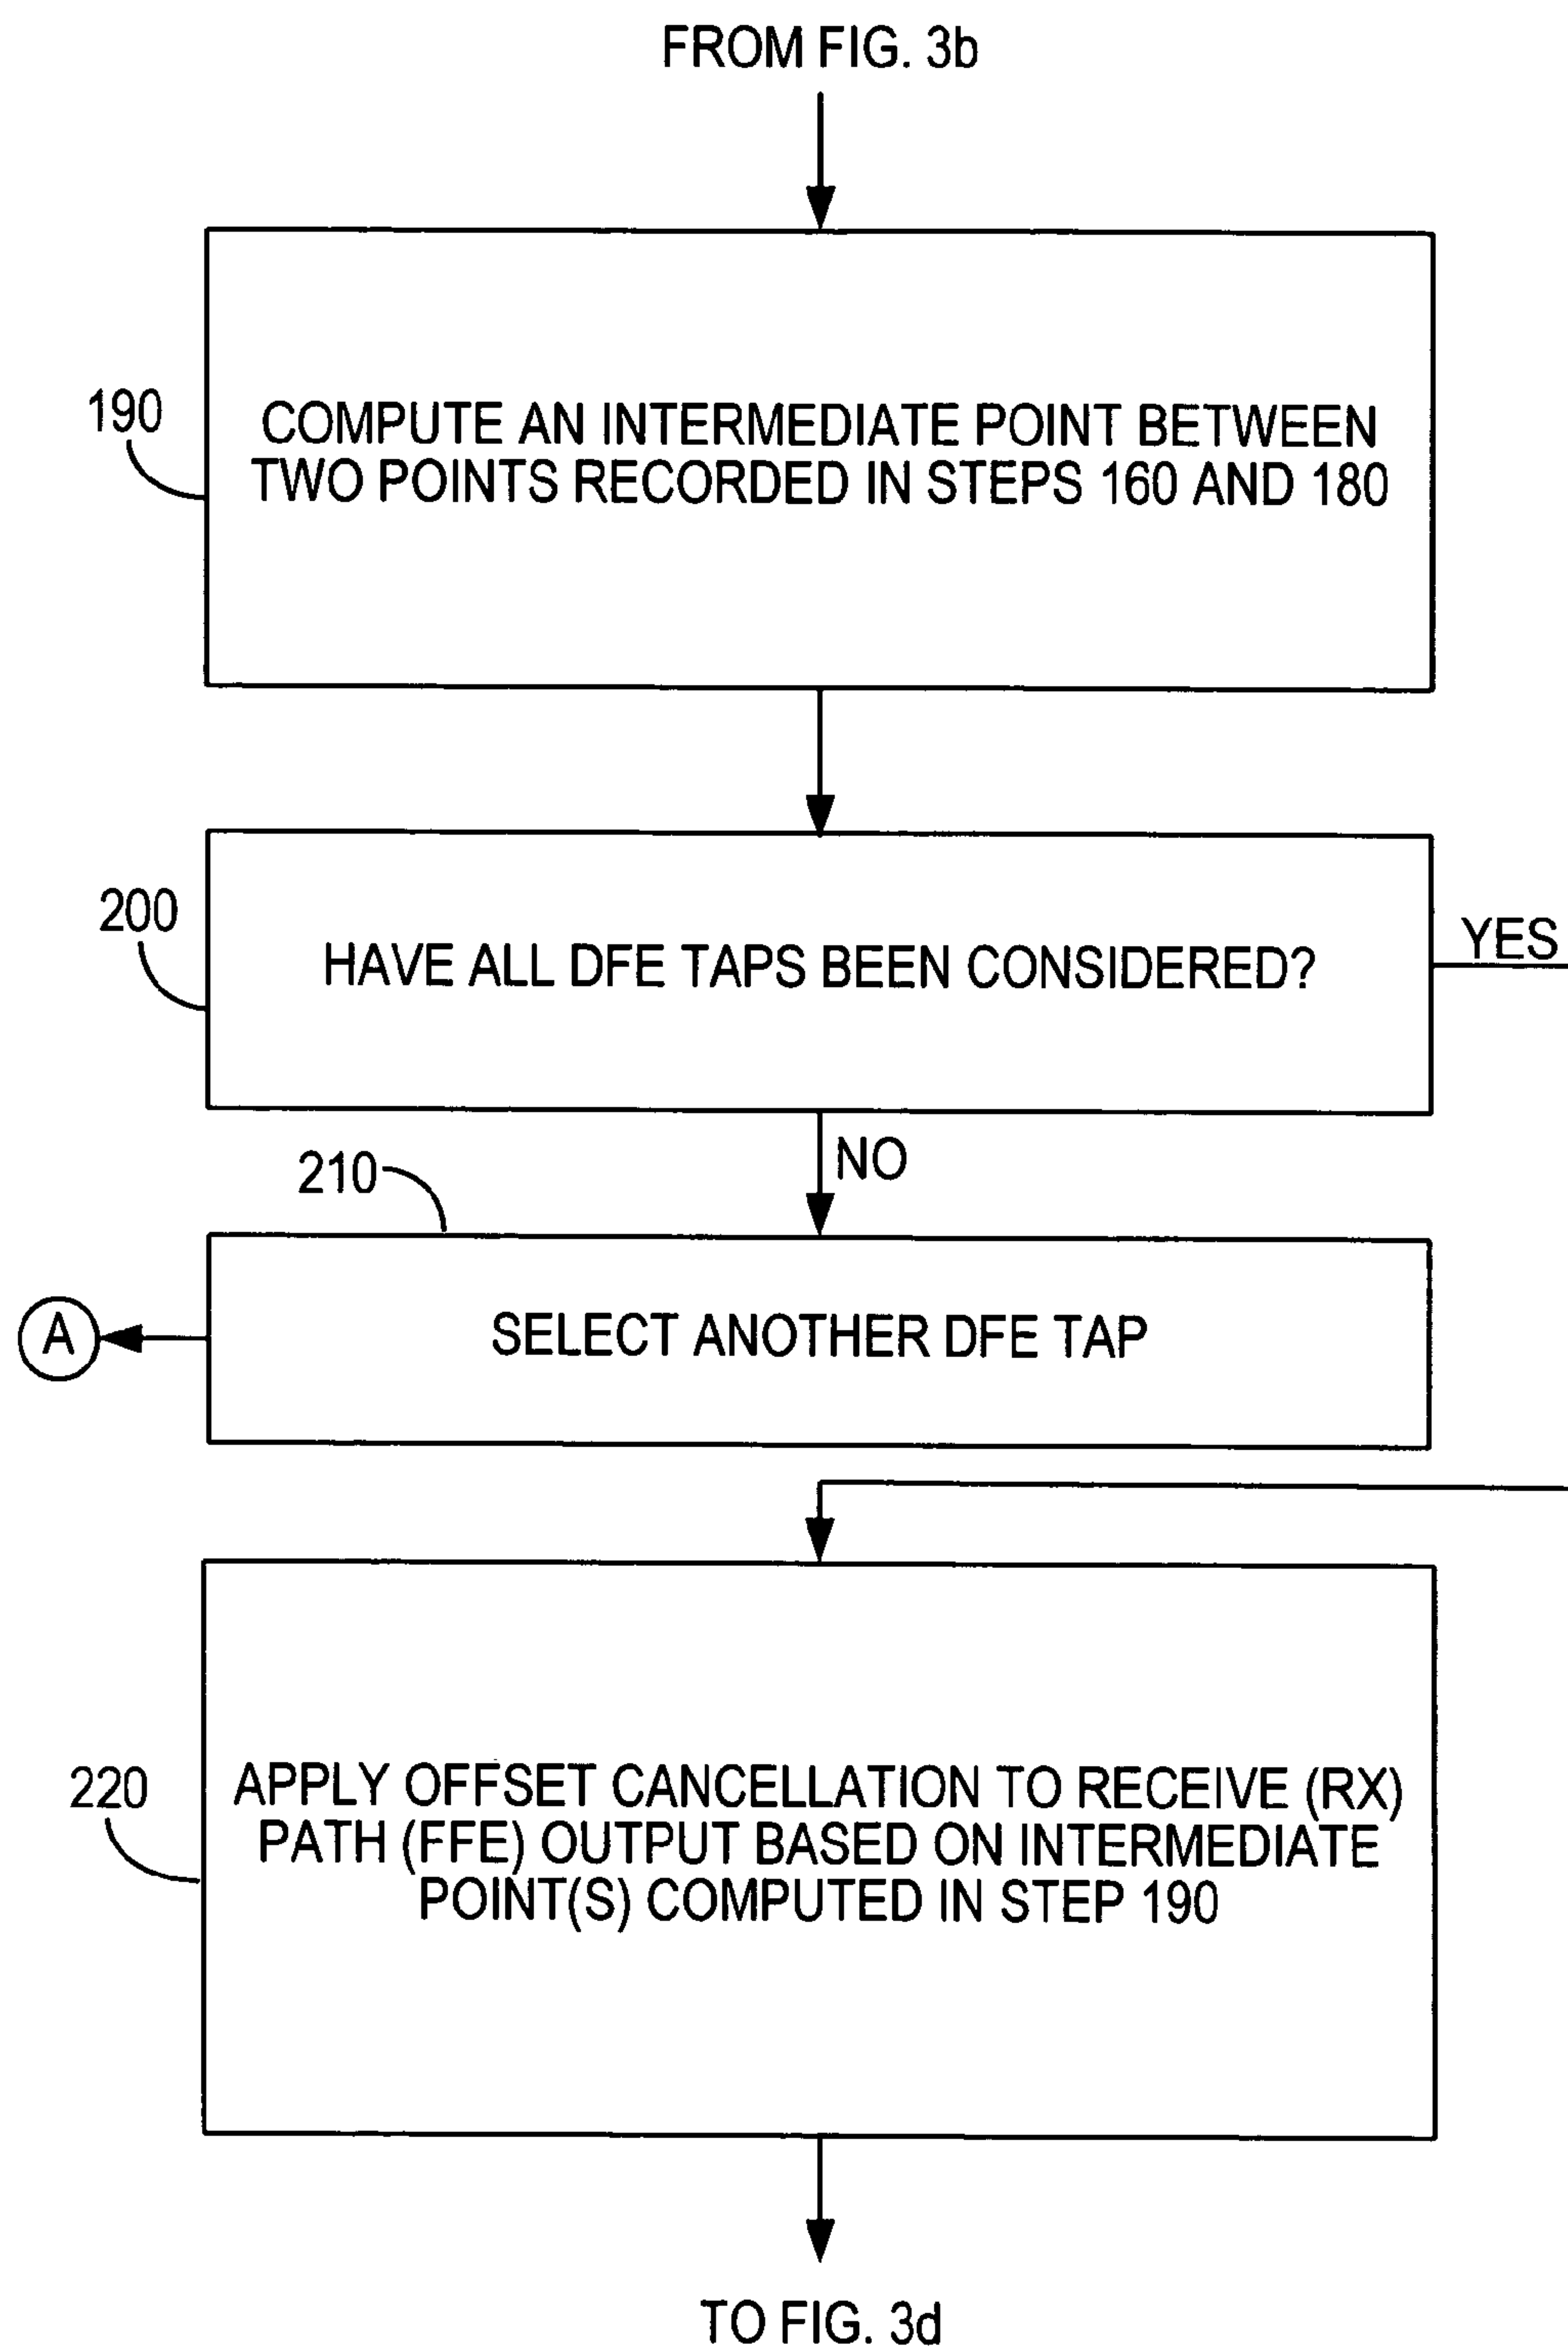 FROM FIG. 3b
190
COMPUTE AN INTERMEDIATE POINT BETWEEN
TWO POINTS RECORDED IN STEPS 160 AND 180
200
HAVE ALL DFE TAPS BEEN CONSIDERED?
YES
NO
210
A
SELECT ANOTHER DFE TAP
220
APPLY OFFSET CANCELLATION TO RECEIVE (RX)
PATH (FFE) OUTPUT BASED ON INTERMEDIATE
POINT(S) COMPUTED IN STEP 190
TO FIG. 3d